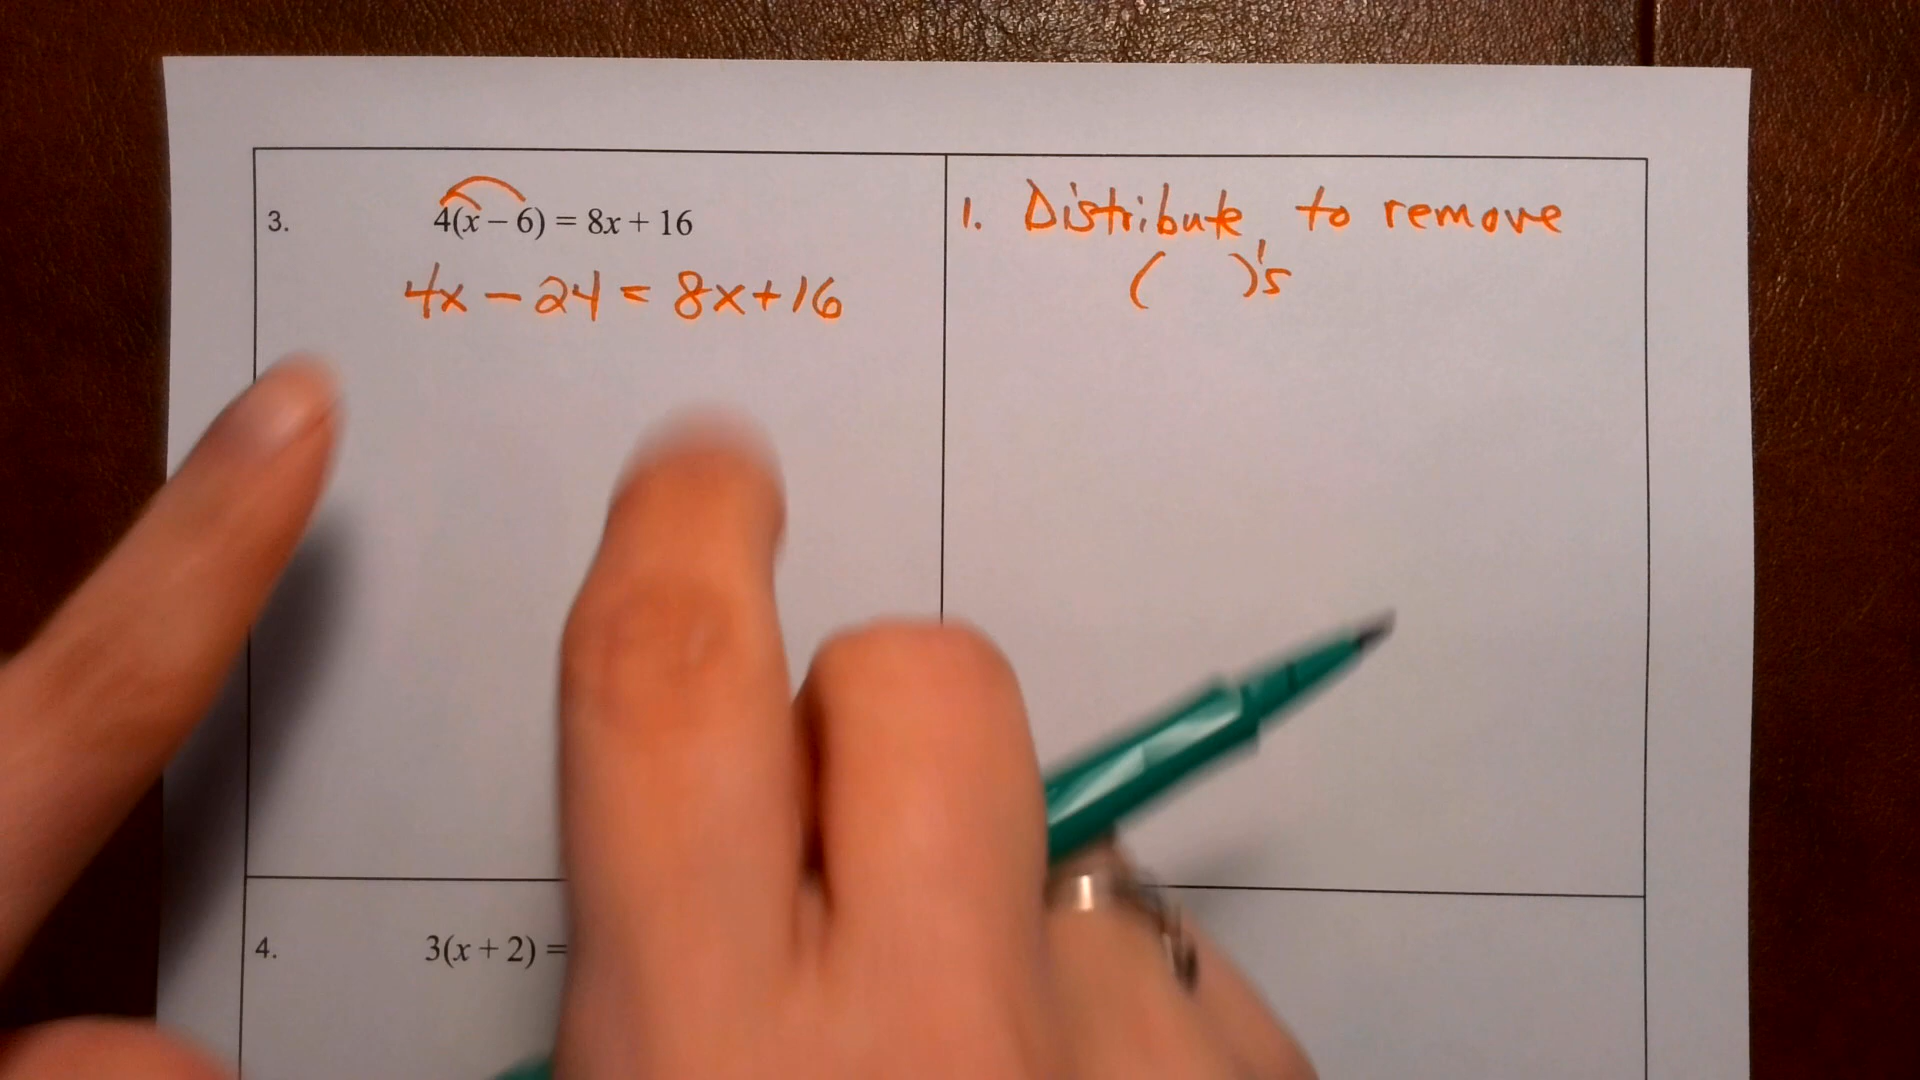 3. 4(x – 6) = 8x + 16
4x – 24 = 8x + 16
1. Distribute to remove
( )'s
4. 3(x + 2) =